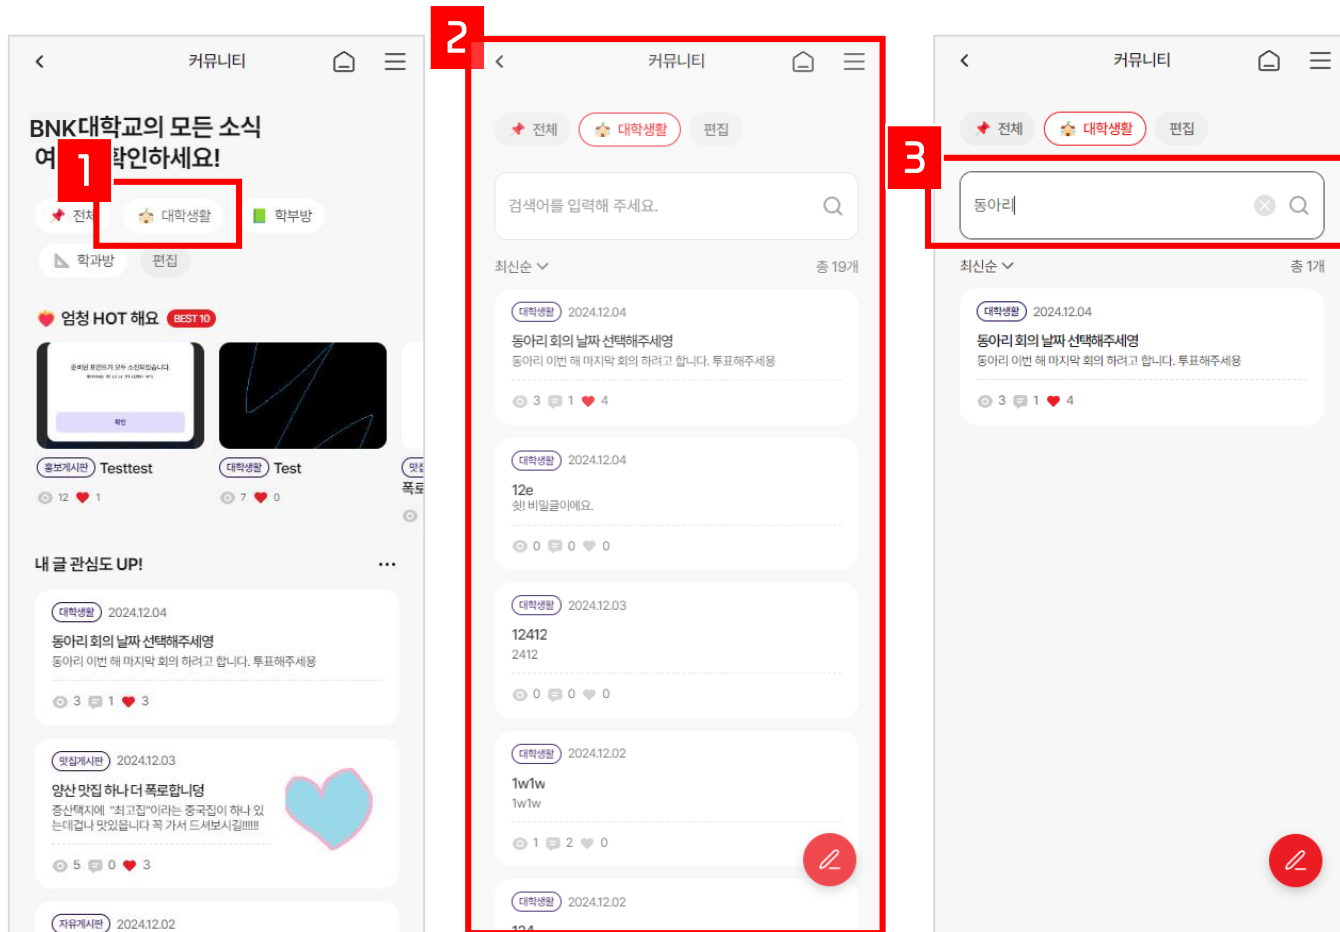 1
커뮤니티
BNK대학교의 모든 소식
여 확인하세요!
전체
대학생활
학부방
학과방
편집
엄청 HOT 해요
BEST 10
준비된 포인트가 모두 소진되었습니다.
확인
홍보게시판
Testtest
12
1
대학생활
Test
7
0
내 글 관심도 UP!
대학생활
2024.12.04
동아리 회의 날짜 선택해주세영
동아리 이번 해 마지막 회의 하려고 합니다. 투표해주세용
3
1
3
맛집게시판
2024.12.03
양산 맛집 하나 더 폭로합니덩
증산택지에 "최고집"이라는 중국집이 하나 있
는데겁나 맛있읍니다 꼭 가서 드셔보시길!!!!!!
5
0
3
자유게시판
2024.12.02
2
커뮤니티
전체
대학생활
편집
검색어를 입력해 주세요.
최신순
총 19개
대학생활
2024.12.04
동아리 회의 날짜 선택해주세영
동아리 이번 해 마지막 회의 하려고 합니다. 투표해주세용
3
1
4
대학생활
2024.12.04
12e
쉿! 비밀글이에요.
0
0
0
대학생활
2024.12.03
12412
2412
0
0
0
대학생활
2024.12.02
1w1w
1w1w
1
2
0
대학생활
2024.12.02
3
커뮤니티
전체
대학생활
편집
동아리
최신순
총 1개
대학생활
2024.12.04
동아리 회의 날짜 선택해주세영
동아리 이번 해 마지막 회의 하려고 합니다. 투표해주세용
3
1
4